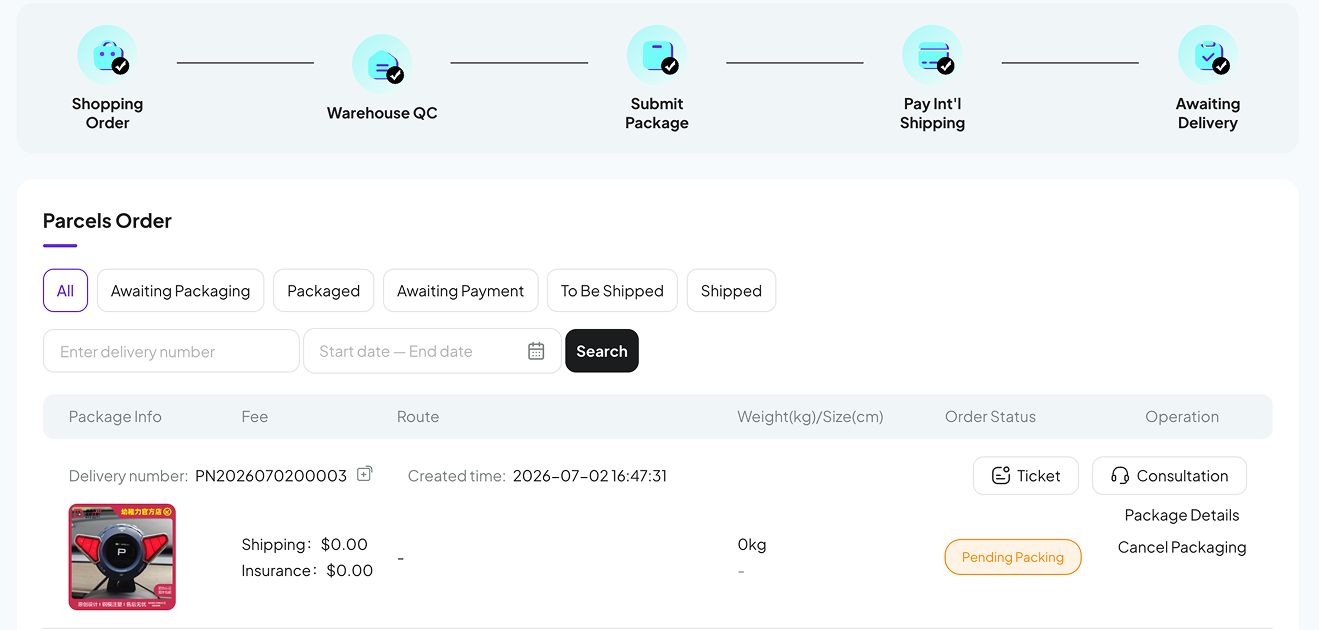 Shopping
Order
Warehouse QC
Submit
Package
Pay Int'l
Shipping
Awaiting
Delivery
Parcels Order
All
Awaiting Packaging
Packaged
Awaiting Payment
To Be Shipped
Shipped
Enter delivery number
Start date — End date
Search
Package Info
Fee
Route
Weight(kg)/Size(cm)
Order Status
Operation
Delivery number: PN2026070200003
Created time: 2026-07-02 16:47:31
Ticket
Consultation
Package Details
Cancel Packaging
Shipping： $0.00
Insurance： $0.00
-
0kg
-
Pending Packing
P